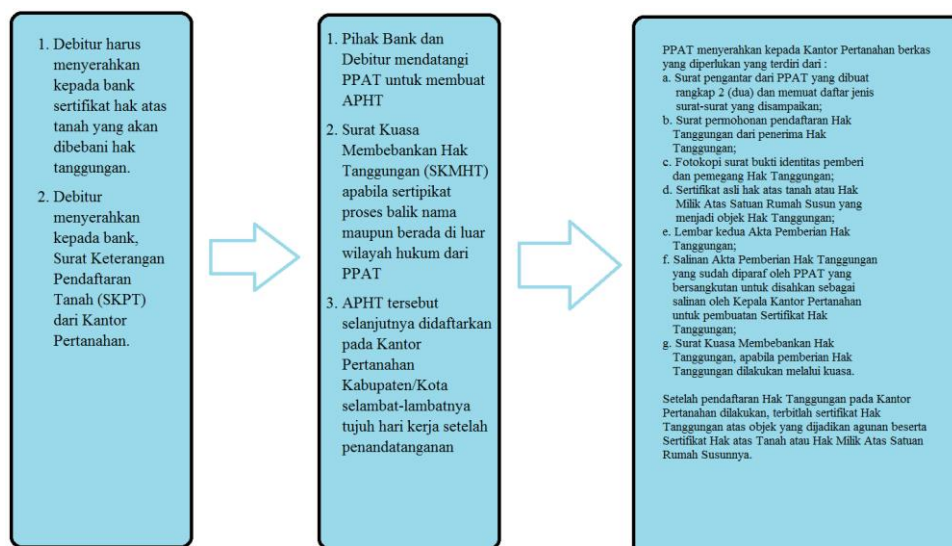 1. Debitur harus
menyerahkan
kepada bank
sertifikat hak atas
tanah yang akan
dibebani hak
tanggungan.
2. Debitur
menyerahkan
kepada bank,
Surat Keterangan
Pendaftaran
Tanah (SKPT)
dari Kantor
Pertanahan.
1. Pihak Bank dan
Debitur mendatangi
PPAT untuk membuat
APHT
2. Surat Kuasa
Membebankan Hak
Tanggungan (SKMHT)
apabila sertipikat
proses balik nama
maupun berada di luar
wilayah hukum dari
PPAT
3. APHT tersebut
selanjutnya didaftarkan
pada Kantor
Pertanahan
Kabupaten/Kota
selambat-lambatnya
tujuh hari kerja setelah
penandatanganan
PPAT menyerahkan kepada Kantor Pertanahan berkas
yang diperlukan yang terdiri dari :
a. Surat pengantar dari PPAT yang dibuat
rangkap 2 (dua) dan memuat daftar jenis
surat-surat yang disampaikan;
b. Surat permohonan pendaftaran Hak
Tanggungan dari penerima Hak
Tanggungan;
c. Fotokopi surat bukti identitas pemberi
dan pemegang Hak Tanggungan;
d. Sertifikat asli hak atas tanah atau Hak
Milik Atas Satuan Rumah Susun yang
menjadi objek Hak Tanggungan;
e. Lembar kedua Akta Pemberian Hak
Tanggungan;
f. Salinan Akta Pemberian Hak Tanggungan
yang sudah diparaf oleh PPAT yang
bersangkutan untuk disahkan sebagai
salinan oleh Kepala Kantor Pertanahan
untuk pembuatan Sertifikat Hak
Tanggungan;
g. Surat Kuasa Membebankan Hak
Tanggungan, apabila pemberian Hak
Tanggungan dilakukan melalui kuasa.
Setelah pendaftaran Hak Tanggungan pada Kantor
Pertanahan dilakukan, terbitlah sertifikat Hak
Tanggungan atas objek yang dijadikan agunan beserta
Sertifikat Hak atas Tanah atau Hak Milik Atas Satuan
Rumah Susunnya.